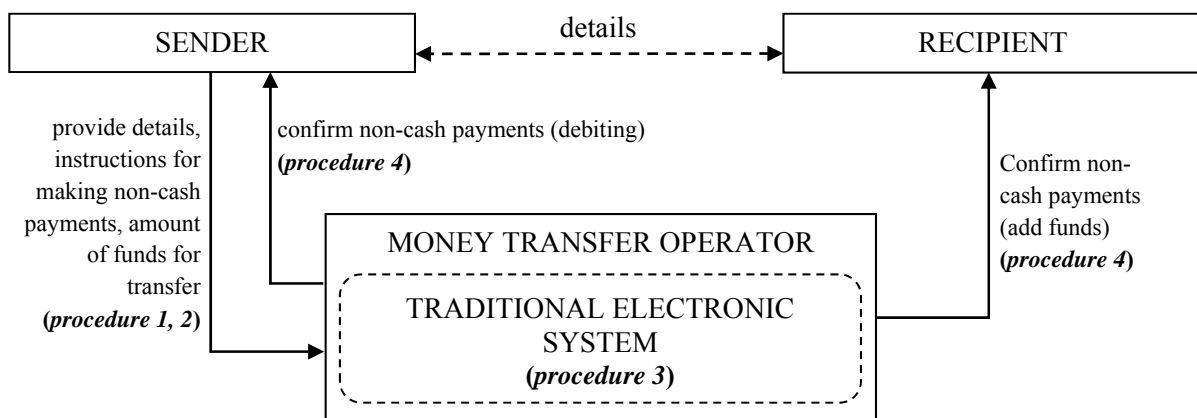 SENDER
details
RECIPIENT
provide details,
instructions for
making non-cash
payments, amount
of funds for
transfer
(procedure 1, 2)
confirm non-cash payments (debiting)
(procedure 4)
Confirm non-
cash payments
(add funds)
(procedure 4)
MONEY TRANSFER OPERATOR
TRADITIONAL ELECTRONIC
SYSTEM
(procedure 3)